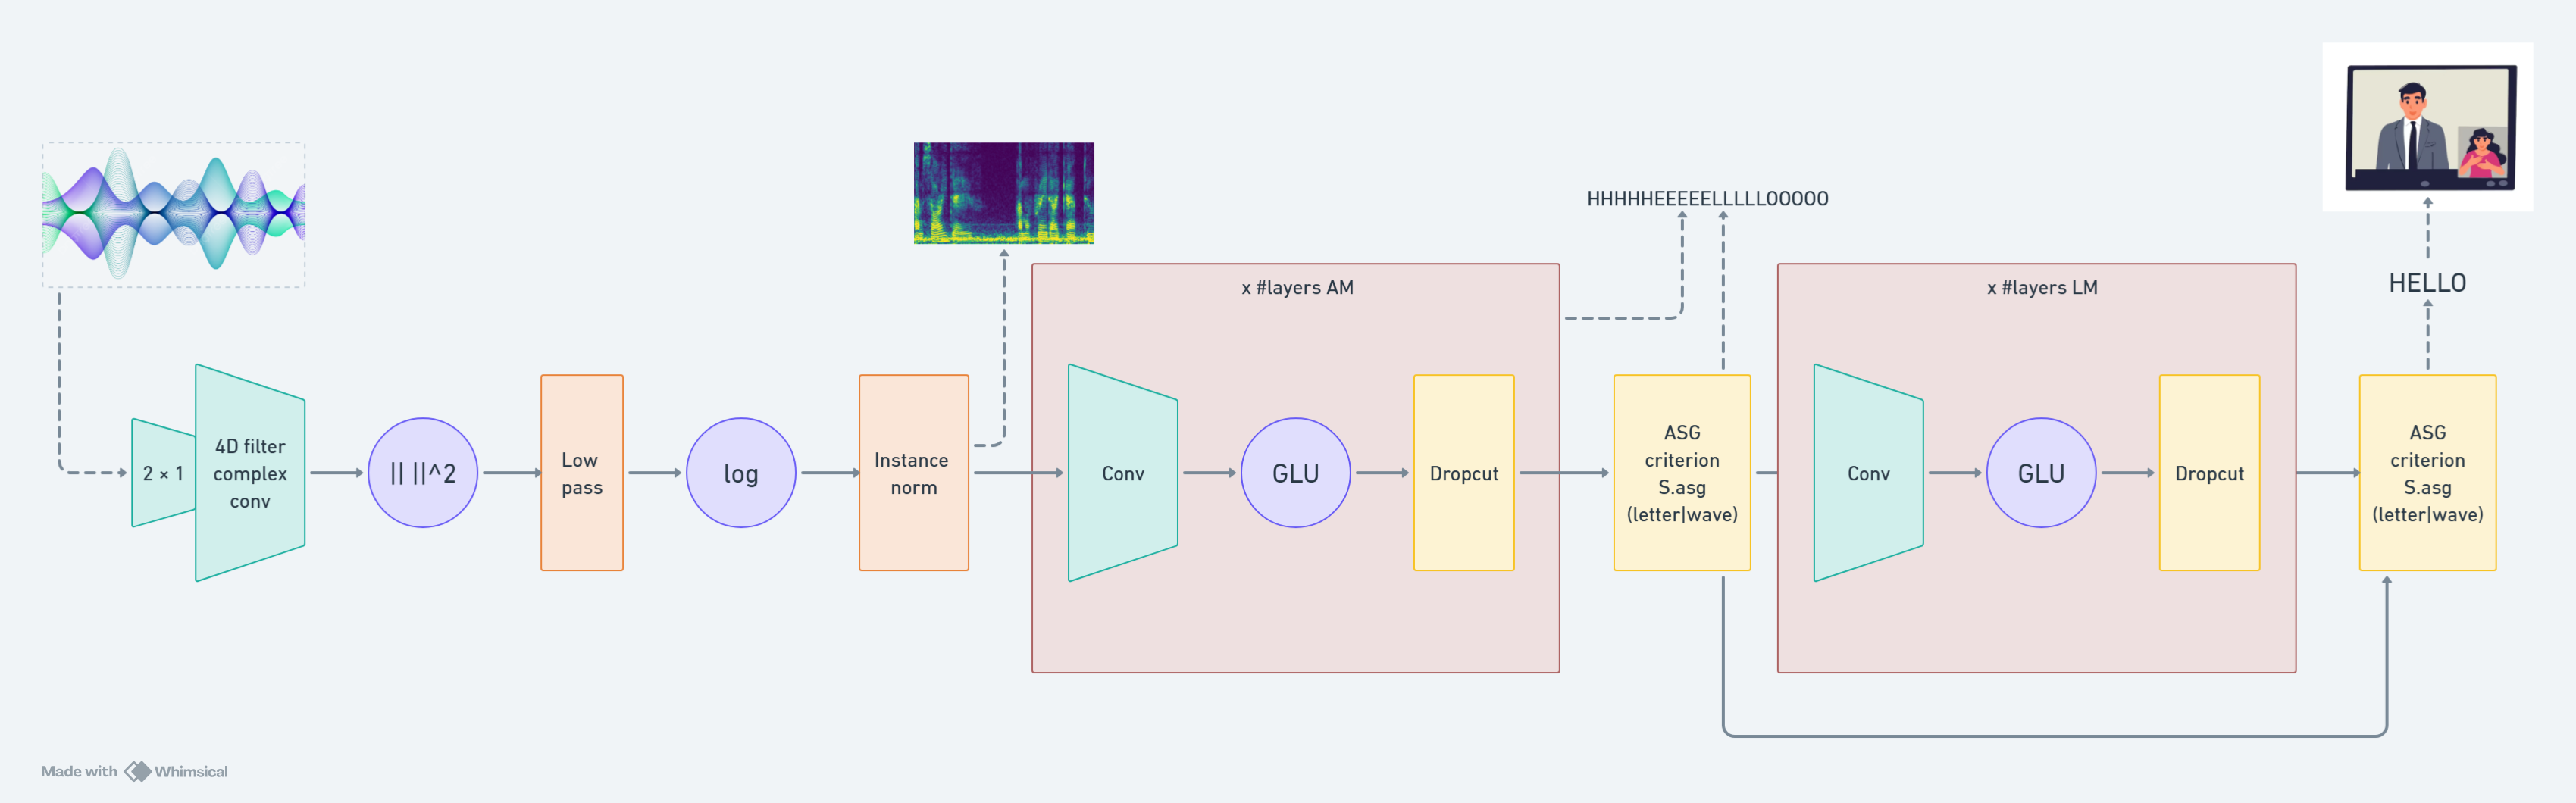 HHHHHEEEEELLLLLOOOOO
HELLO
x #layers AM
x #layers LM
2 × 1
4D filter
complex
conv
|| ||^2
Low
pass
log
Instance
norm
Conv
GLU
Dropcut
ASG
criterion
S.asg
(letter|wave)
Conv
GLU
Dropcut
ASG
criterion
S.asg
(letter|wave)
Made with Whimsical